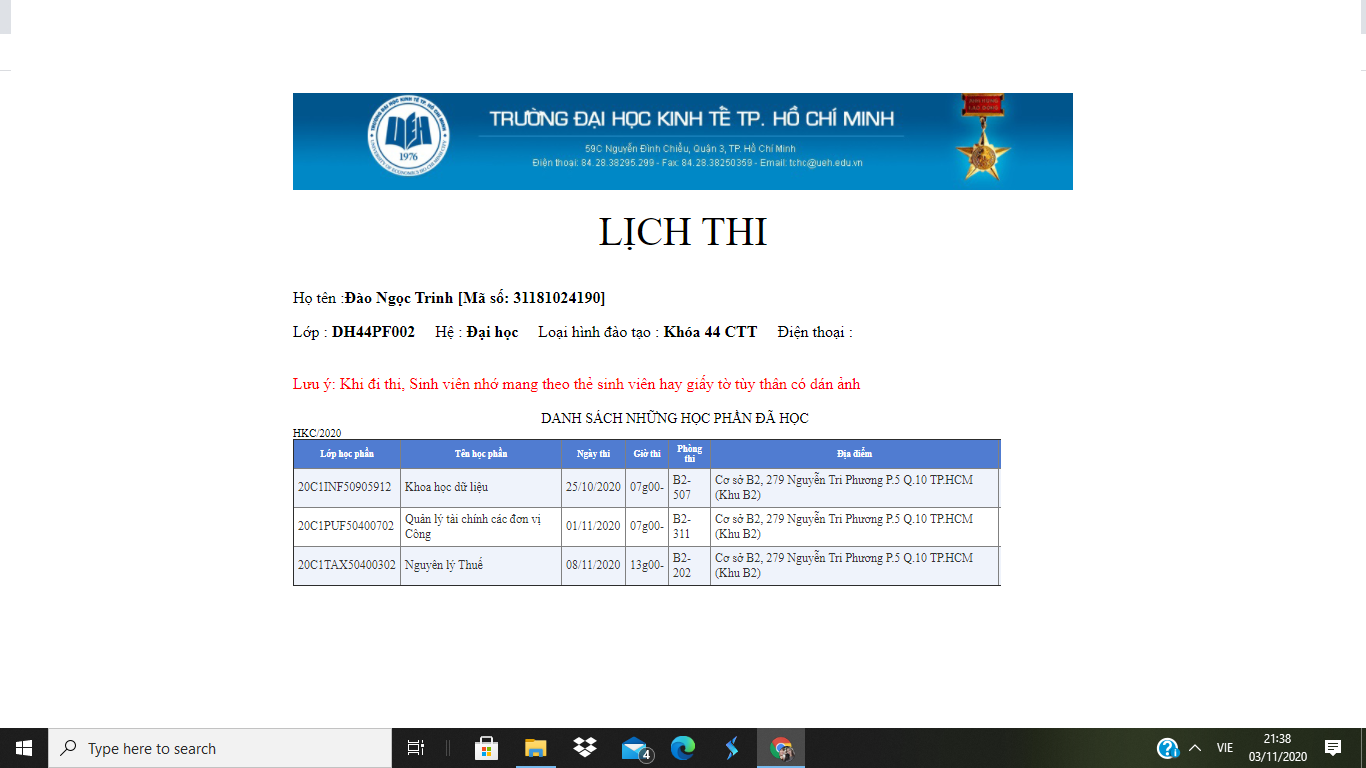 TRƯỜNG ĐẠI HỌC KINH TẾ TP. HỒ CHÍ MINH
59C Nguyễn Đình Chiểu, Quận 3, TP. Hồ Chí Minh
Điện thoại: 84.28.38295.299 - Fax: 84.28.38250359 - Email: tchc@ueh.edu.vn
UEH
1976
LỊCH THI
Họ tên :Đào Ngọc Trinh [Mã số: 31181024190]
Lớp : DH44PF002 Hệ : Đại học Loại hình đào tạo : Khóa 44 CTT Điện thoại :
Lưu ý: Khi đi thi, Sinh viên nhớ mang theo thẻ sinh viên hay giấy tờ tùy thân có dán ảnh
DANH SÁCH NHỮNG HỌC PHẦN ĐÃ HỌC
HKC/2020
Lớp học phần Tên học phần Ngày thi Giờ thi Phòng thi Địa điểm
20C1INF50905912 Khoa học dữ liệu 25/10/2020 07g00- B2-507 Cơ sở B2, 279 Nguyễn Tri Phương P.5 Q.10 TP.HCM (Khu B2)
20C1PUF50400702 Quản lý tài chính các đơn vị Công 01/11/2020 07g00- B2-311 Cơ sở B2, 279 Nguyễn Tri Phương P.5 Q.10 TP.HCM (Khu B2)
20C1TAX50400302 Nguyên lý Thuế 08/11/2020 13g00- B2-202 Cơ sở B2, 279 Nguyễn Tri Phương P.5 Q.10 TP.HCM (Khu B2)
Type here to search
4
VIE
21:38
03/11/2020